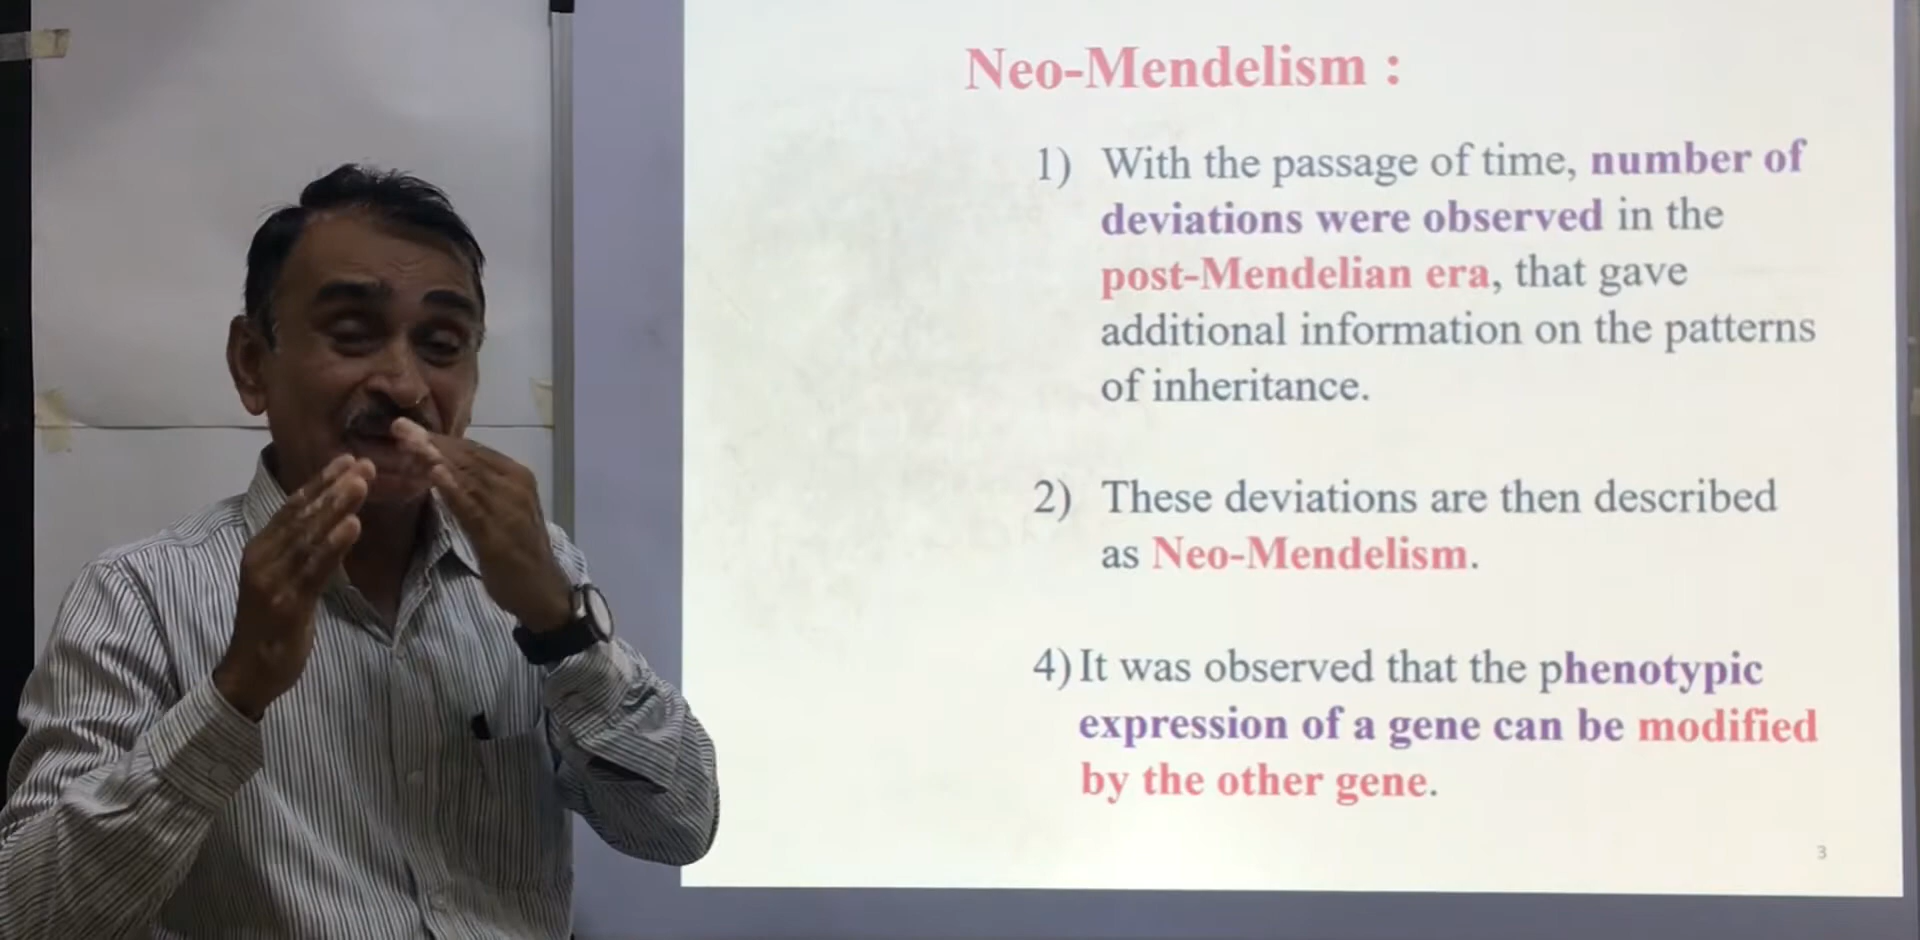 Neo-Mendelism :
1) With the passage of time, number of
deviations were observed in the
post-Mendelian era, that gave
additional information on the patterns
of inheritance.
2) These deviations are then described
as Neo-Mendelism.
4) It was observed that the phenotypic
expression of a gene can be modified
by the other gene.
3